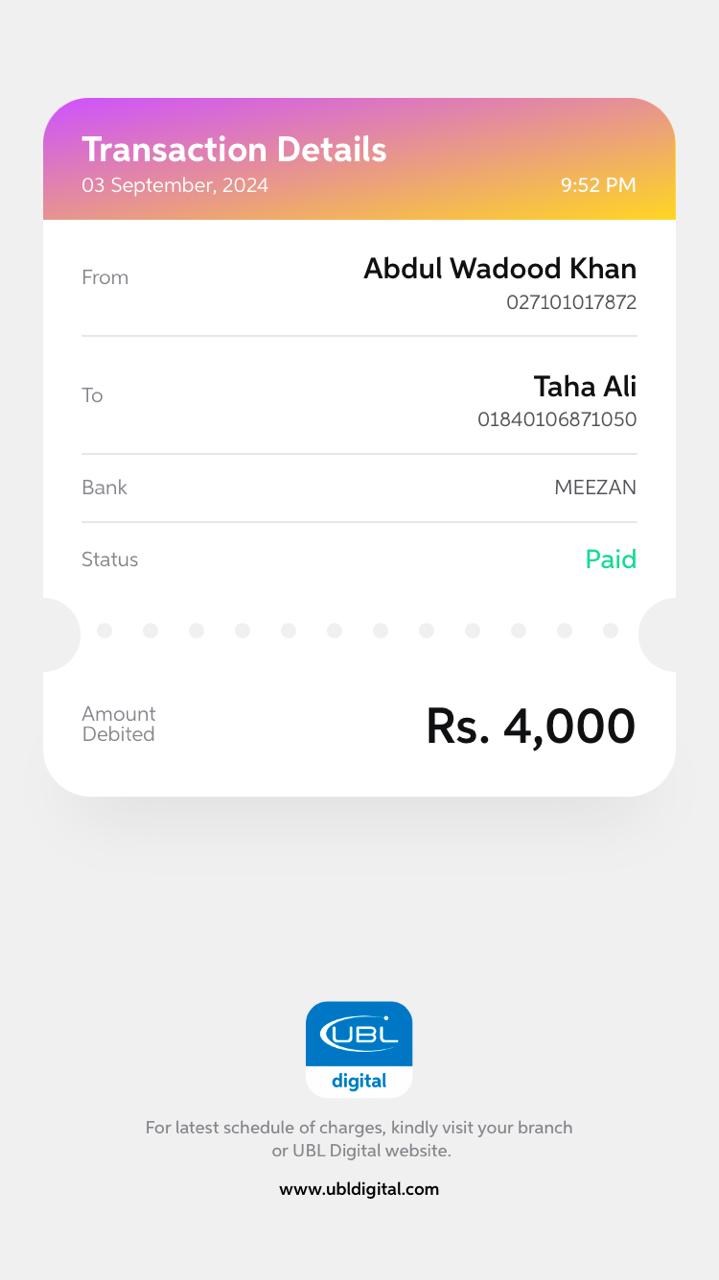 Transaction Details
03 September, 2024 9:52 PM
From
Abdul Wadood Khan
027101017872
To
Taha Ali
01840106871050
Bank MEEZAN
Status Paid
Amount
Debited
Rs. 4,000
UBL
digital
For latest schedule of charges, kindly visit your branch
or UBL Digital website.
www.ubldigital.com